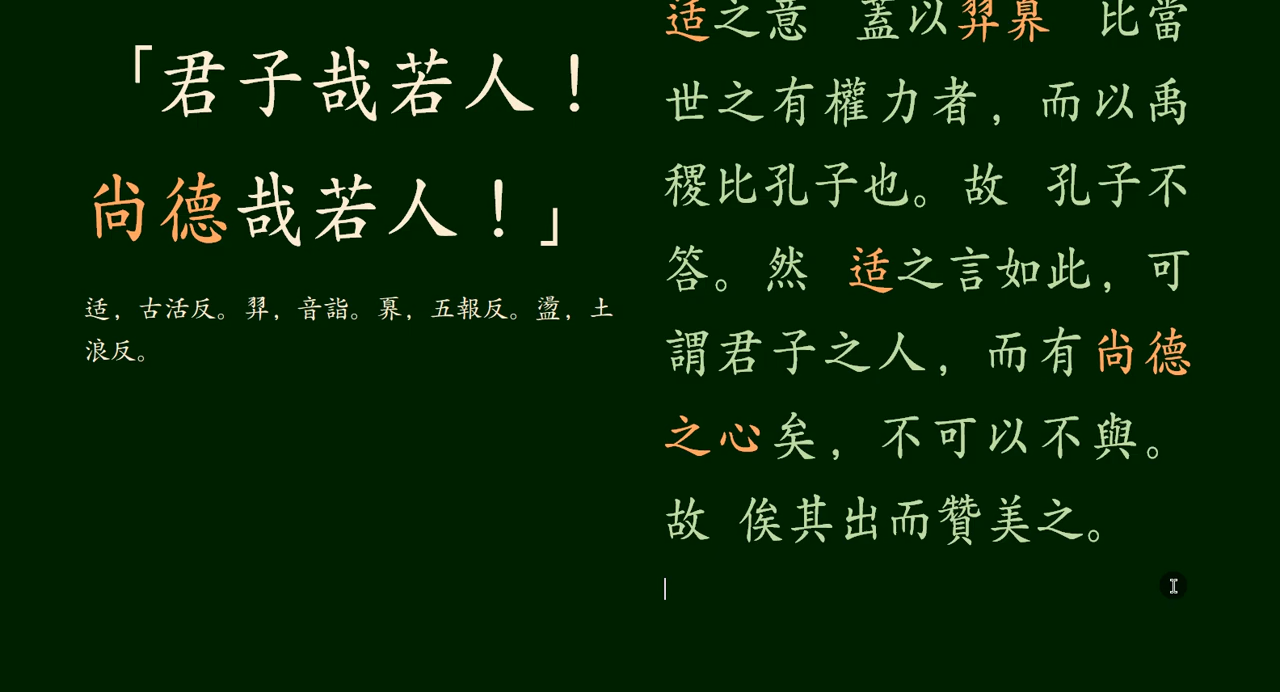 「君子哉若人！
尚德哉若人！」
适，古活反。羿，音詣。奡，五報反。盪，土
浪反。
适之意 蓋以羿奡 比當
世之有權力者，而以禹
稷比孔子也。故 孔子不
答。然 适之言如此，可
謂君子之人，而有尚德
之心矣，不可以不與。
故 俟其出而贊美之。